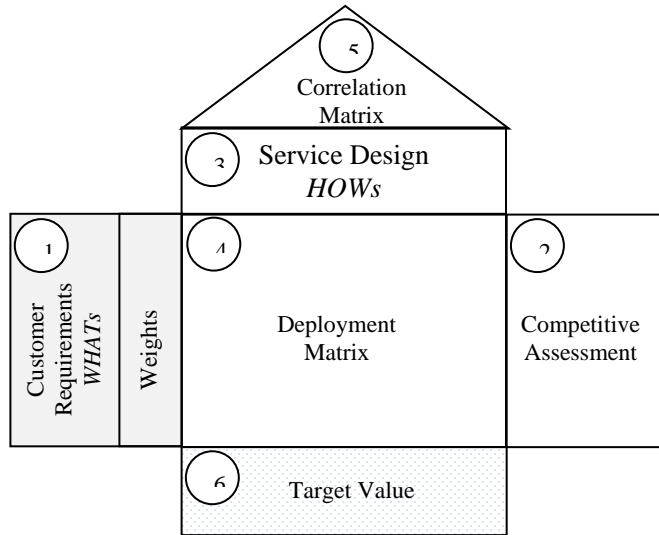 5
Correlation
Matrix
3
Service Design
HOWs
1
Customer
Requirements
WHATs
Weights
4
Deployment
Matrix
2
Competitive
Assessment
6
Target Value